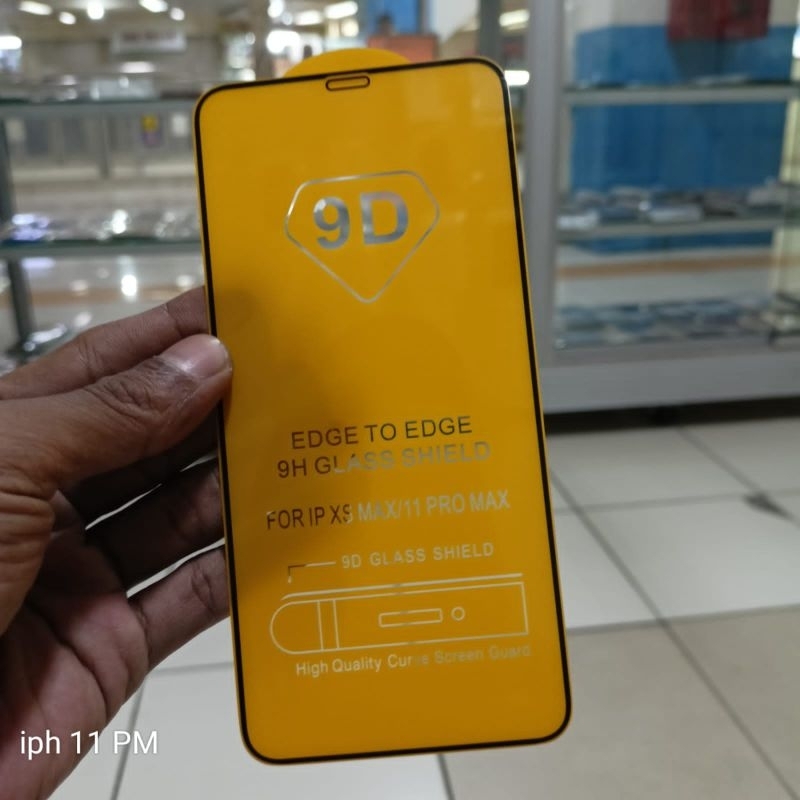 9D
EDGE TO EDGE
9H GLASS SHIELD
FOR IP XS MAX/11 PRO MAX
9D GLASS SHIELD
High Quality Curve Screen Guard
iph 11 PM